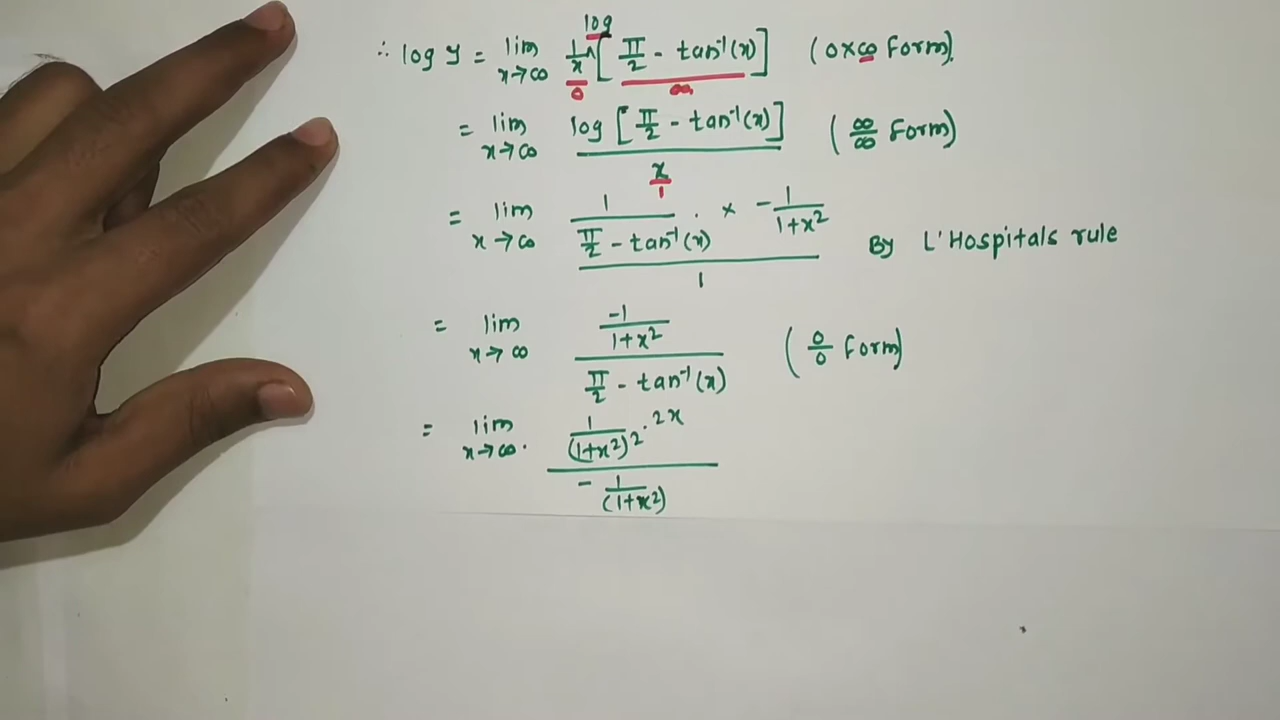 ∴ log y = lim x→∞ 1/x ^ log [π/2 - tan⁻¹(x)] (0×∞ form).
0 ∞
= lim x→∞ log [π/2 - tan⁻¹(x)] / x/1 (∞/∞ form)
= lim x→∞ 1/(π/2 - tan⁻¹(x)) . × -1/(1+x²) / 1 By L'Hospitals rule
= lim x→∞ -1/(1+x²) / π/2 - tan⁻¹(x) (0/0 form)
= lim x→∞. 1/(1+x²)2 . 2x / - 1/(1+x²)